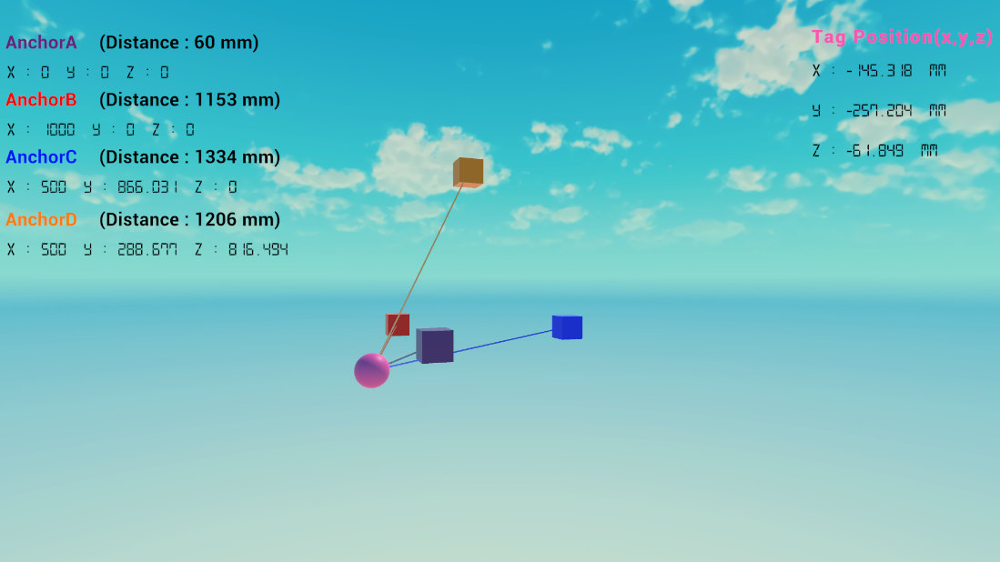 AnchorA (Distance : 60 mm)
X : 0 Y : 0 Z : 0
AnchorB (Distance : 1153 mm)
X : 1000 Y : 0 Z : 0
AnchorC (Distance : 1334 mm)
X : 500 Y : 866.031 Z : 0
AnchorD (Distance : 1206 mm)
X : 500 Y : 288.677 Z : 816.494
Tag Position(x,y,z)
X : -145.318 MM
Y : -257.204 MM
Z : -61.849 MM